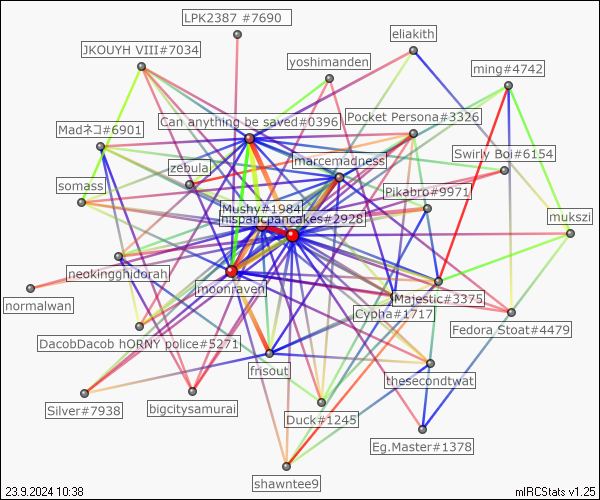 LPK2387 #7690
eliakith
JKOUYH VIII#7034
yoshimanden
ming#4742
Can anything be saved#0396
Pocket Persona#3326
Madネコ#6901
marcemadness
Swirly Boi#6154
zebula
somass
Pikabro#9971
Mushy#1984
hispanicpancakes#2928
mukszi
neokingghidorah
moonraven
normalwan
Majestic#3375
Cypha#1717
Fedora Stoat#4479
DacobDacob hORNY police#5271
frisout
thesecondtwat
Silver#7938
bigcitysamurai
Duck#1245
Eg.Master#1378
shawntee9
23.9.2024 10:38
mIRCStats v1.25